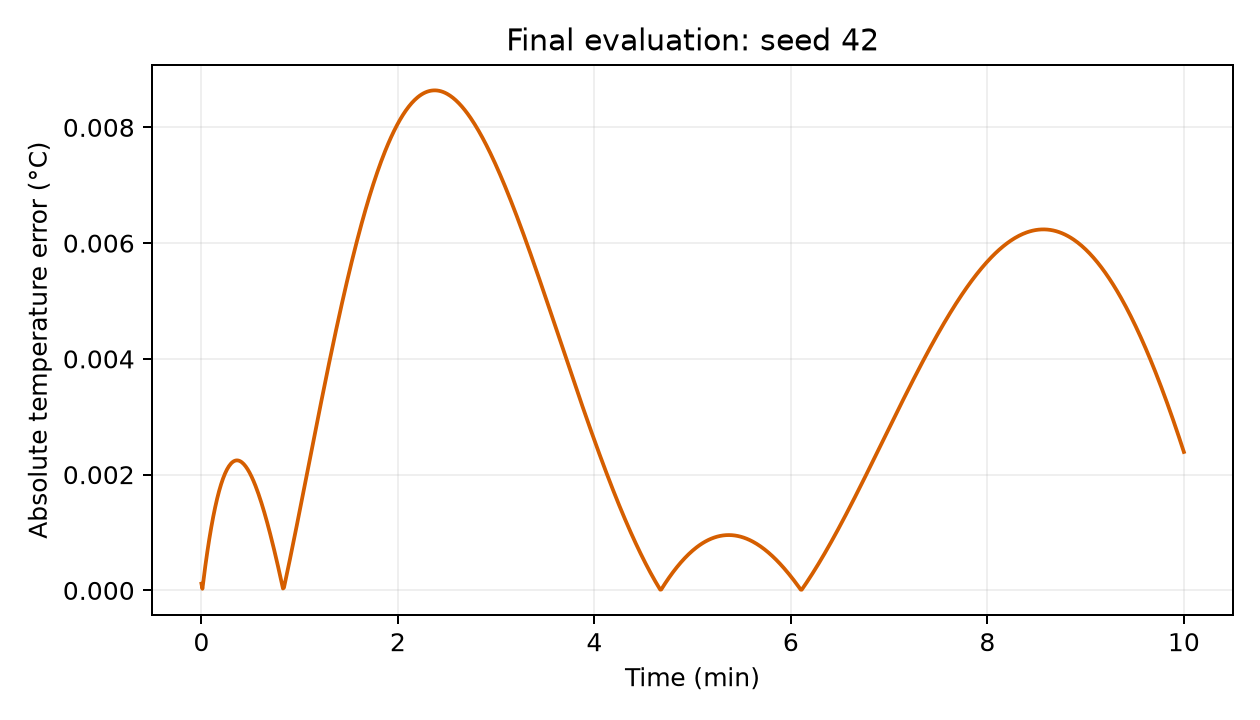 Final evaluation: seed 42
Absolute temperature error (°C)
0.008
0.006
0.004
0.002
0.000
0 2 4 6 8 10
Time (min)